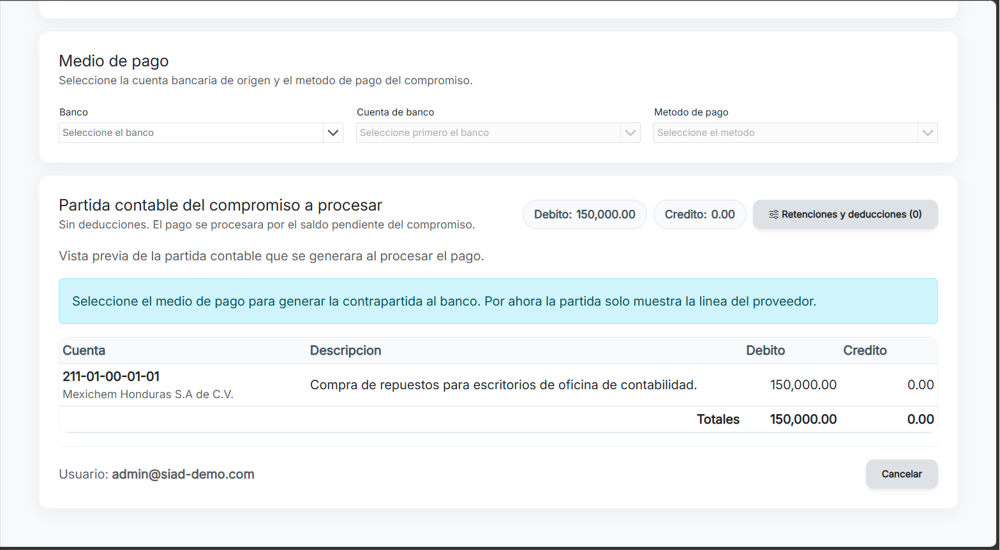 Medio de pago
Seleccione la cuenta bancaria de origen y el metodo de pago del compromiso.
Banco
Cuenta de banco
Metodo de pago
Seleccione el banco
Seleccione primero el banco
Seleccione el metodo
Partida contable del compromiso a procesar
Sin deducciones. El pago se procesara por el saldo pendiente del compromiso.
Debito: 150,000.00
Credito: 0.00
Retenciones y deducciones (0)
Vista previa de la partida contable que se generara al procesar el pago.
Seleccione el medio de pago para generar la contrapartida al banco. Por ahora la partida solo muestra la linea del proveedor.
Cuenta Descripcion Debito Credito
211-01-00-01-01
Mexichem Honduras S.A de C.V.
Compra de repuestos para escritorios de oficina de contabilidad. 150,000.00 0.00
Totales 150,000.00 0.00
Usuario: admin@siad-demo.com
Cancelar